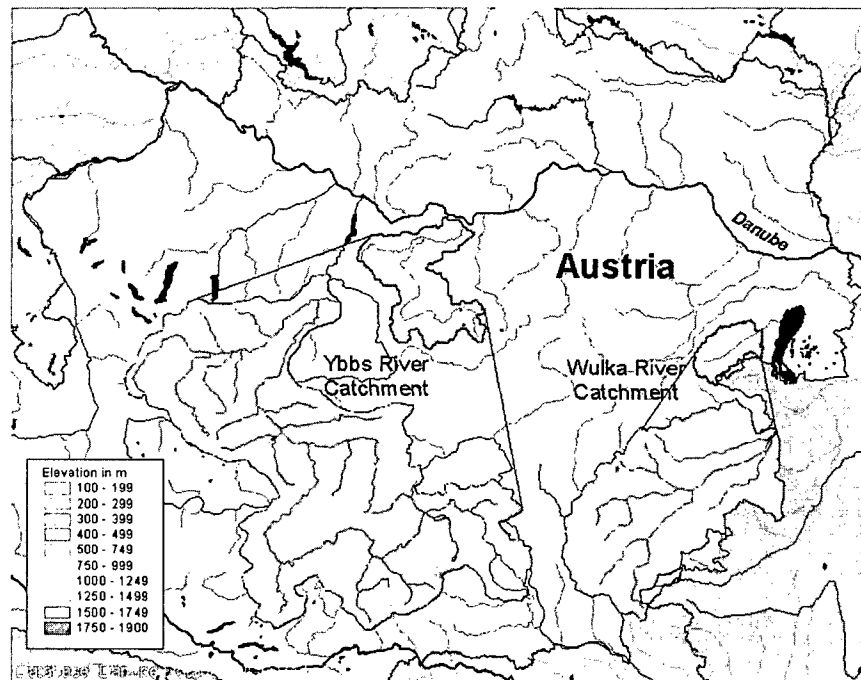 Danube
Austria
Ybbs River
Catchment
Wulka River
Catchment
Elevation in m
100 - 199
200 - 299
300 - 399
400 - 499
500 - 749
750 - 999
1000 - 1249
1250 - 1499
1500 - 1749
1750 - 1900